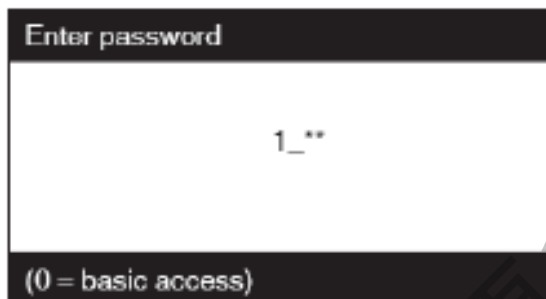 Enter password
1_**
(0 = basic access)